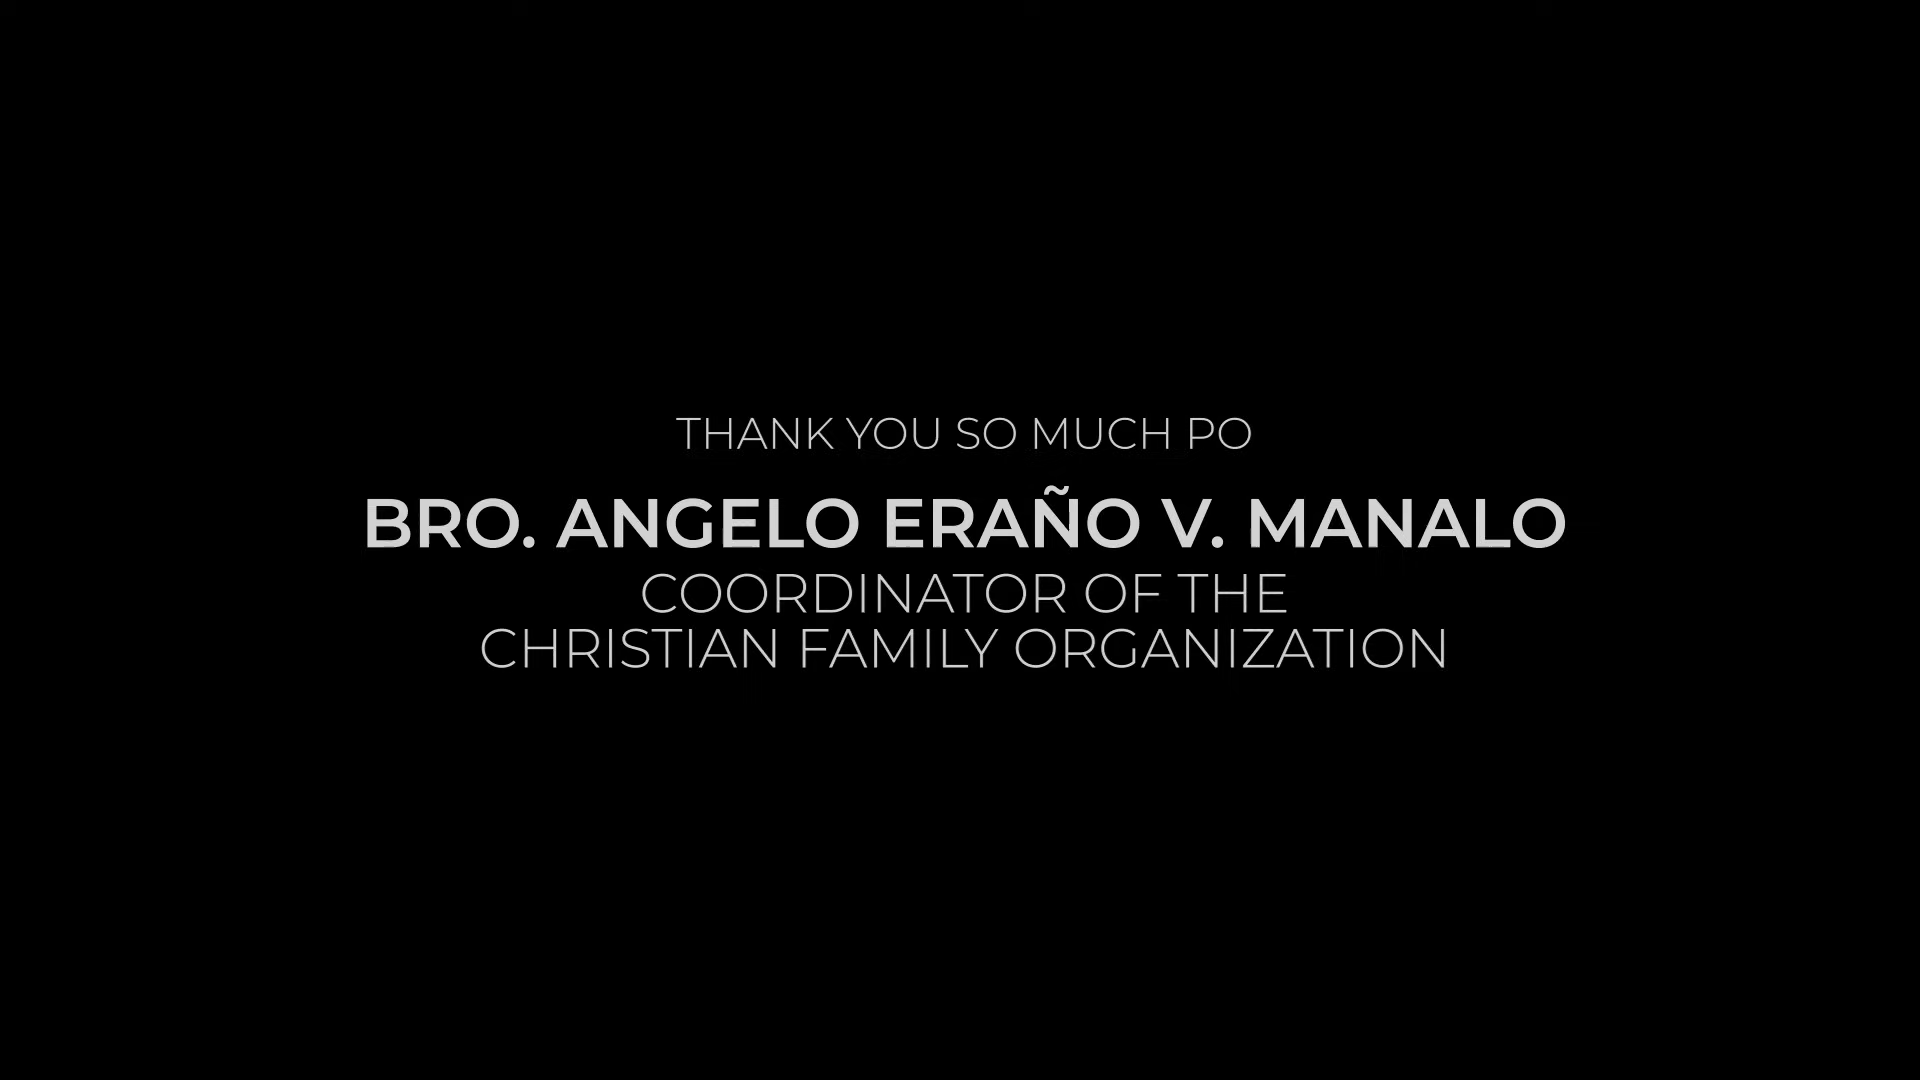 THANK YOU SO MUCH PO
BRO. ANGELO ERAÑO V. MANALO
COORDINATOR OF THE
CHRISTIAN FAMILY ORGANIZATION